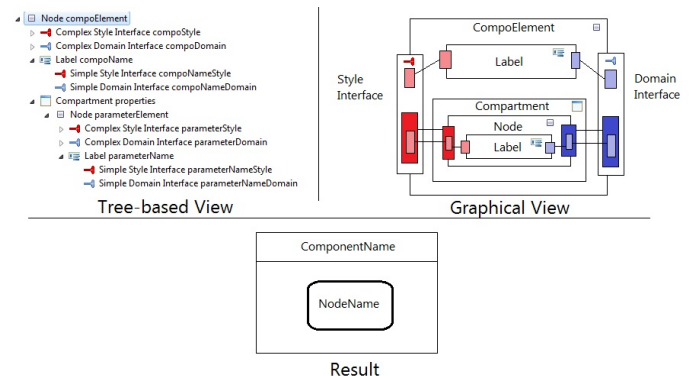 Node compoElement
Complex Style Interface compoStyle
Complex Domain Interface compoDomain
Label compoName
Simple Style Interface compoNameStyle
Simple Domain Interface compoNameDomain
Compartment properties
Node parameterElement
Complex Style Interface parameterStyle
Complex Domain Interface parameterDomain
Label parameterName
Simple Style Interface parameterNameStyle
Simple Domain Interface parameterNameDomain
Tree-based View
CompoElement
Label
Style
Interface
Domain
Interface
Compartment
Node
Label
Graphical View
ComponentName
NodeName
Result